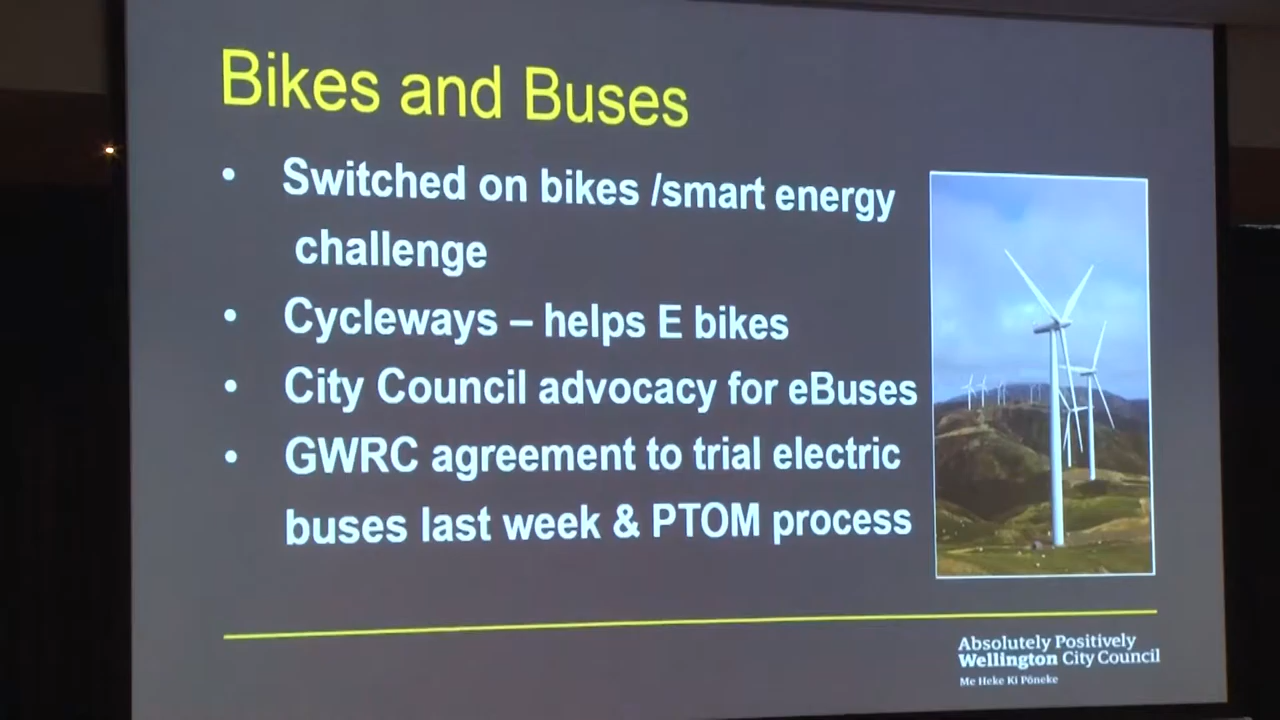 Bikes and Buses
• Switched on bikes /smart energy
challenge
• Cycleways – helps E bikes
• City Council advocacy for eBuses
• GWRC agreement to trial electric
buses last week & PTOM process
Absolutely Positively
Wellington City Council
Me Heke Ki Pōneke